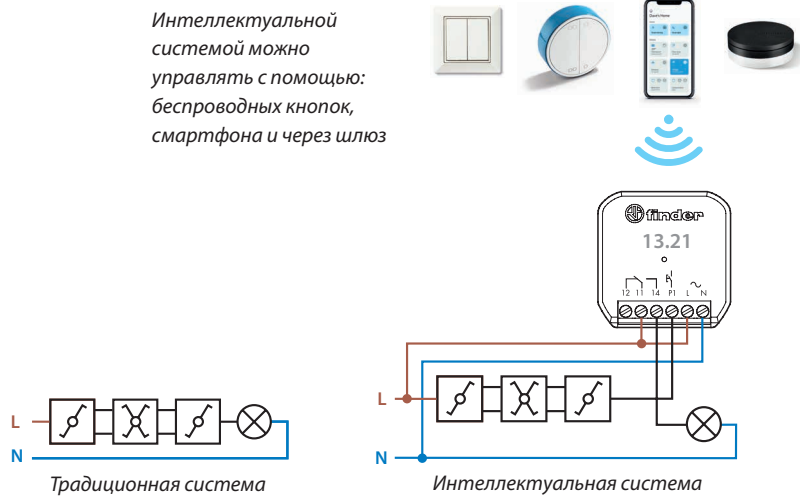 Интеллектуальной
системой можно
управлять с помощью:
беспроводных кнопок,
смартфона и через шлюз
finder
13.21
12 11 14 P1 L N
L
N
Традиционная система
L
N
Интеллектуальная система